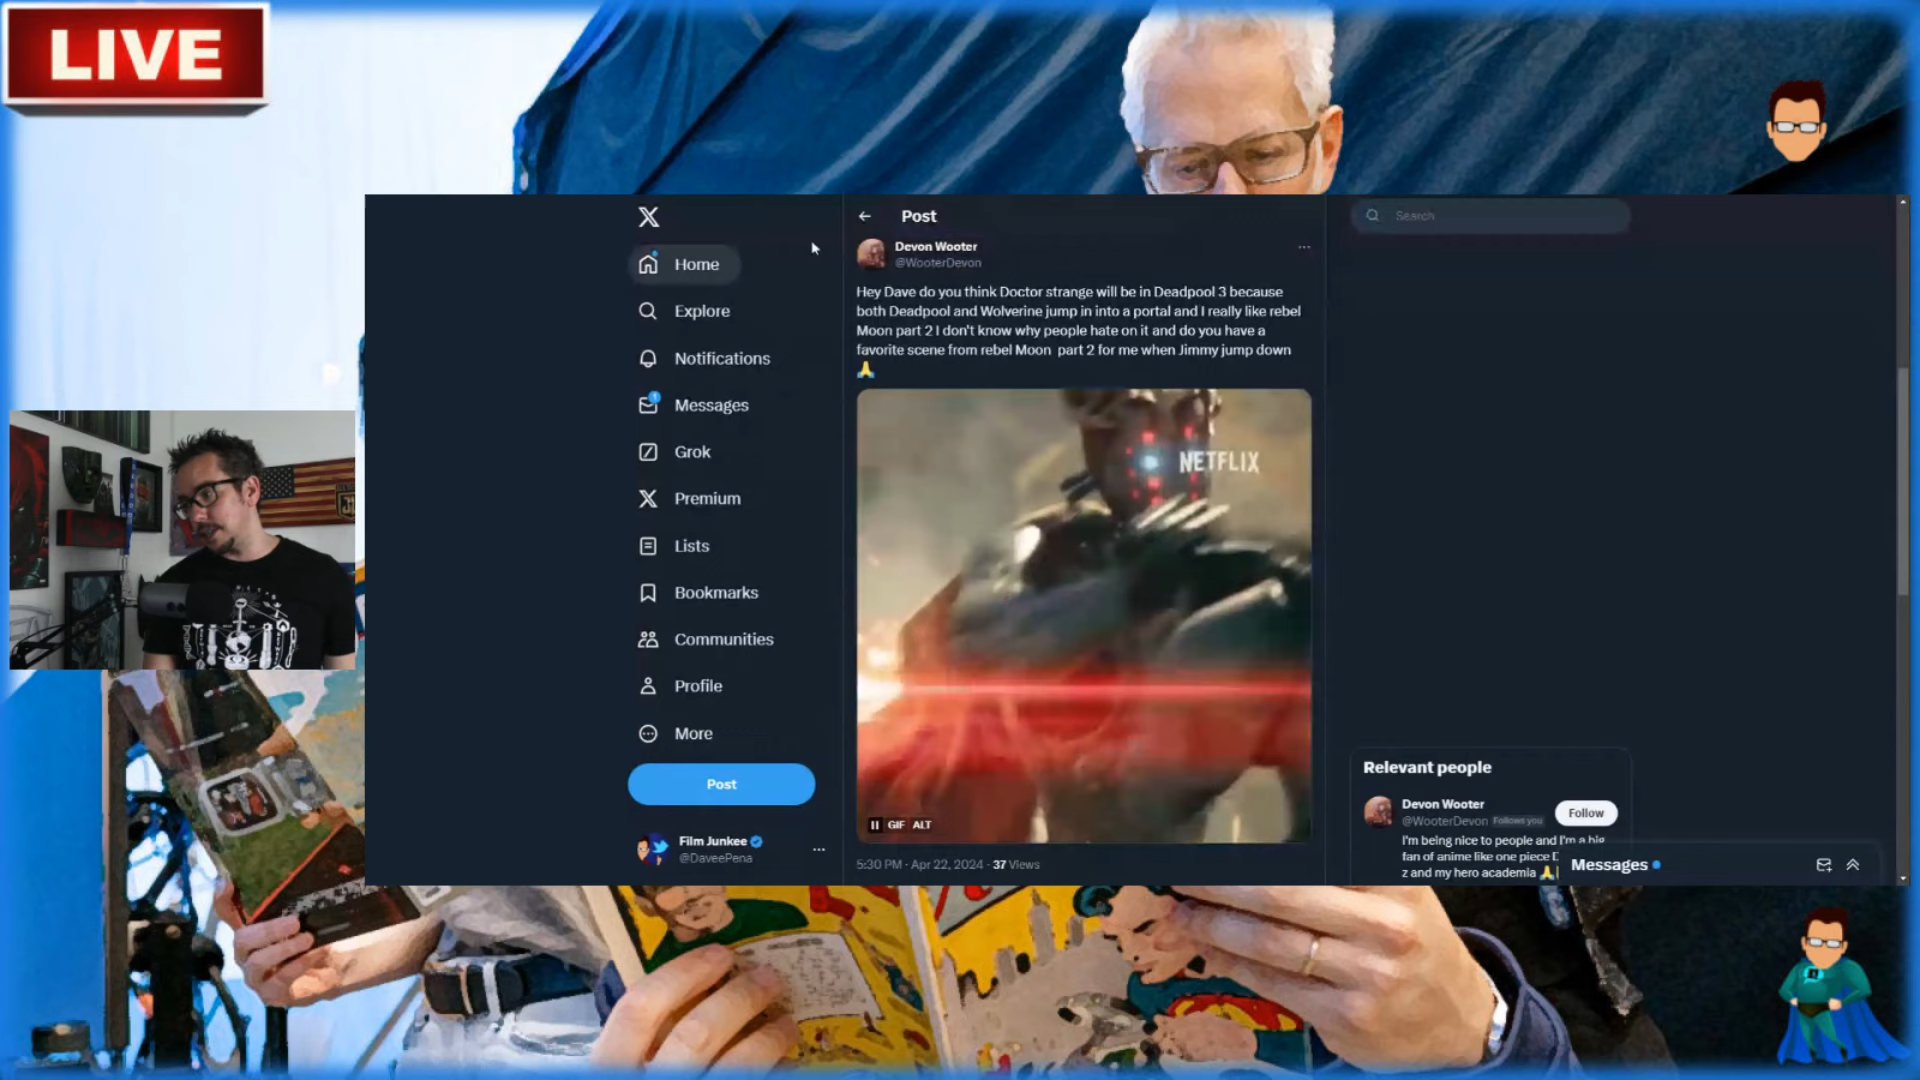 LIVE
Post
Search
Devon Wooter
@WooterDevon
Home
Explore
Notifications
Messages
Grok
Premium
Lists
Bookmarks
Communities
Profile
More
Post
Film Junkee
@DaveePena
Hey Dave do you think Doctor strange will be in Deadpool 3 because
both Deadpool and Wolverine jump in into a portal and I really like rebel
Moon part 2 I don't know why people hate on it and do you have a
favorite scene from rebel Moon part 2 for me when Jimmy jump down
🙏
NETFLIX
GIF ALT
5:30 PM · Apr 22, 2024 · 37 Views
Relevant people
Devon Wooter
@WooterDevon Follows you
Follow
I'm being nice to people and I'm a big
fan of anime like one piece D
z and my hero academia 🙏
Messages